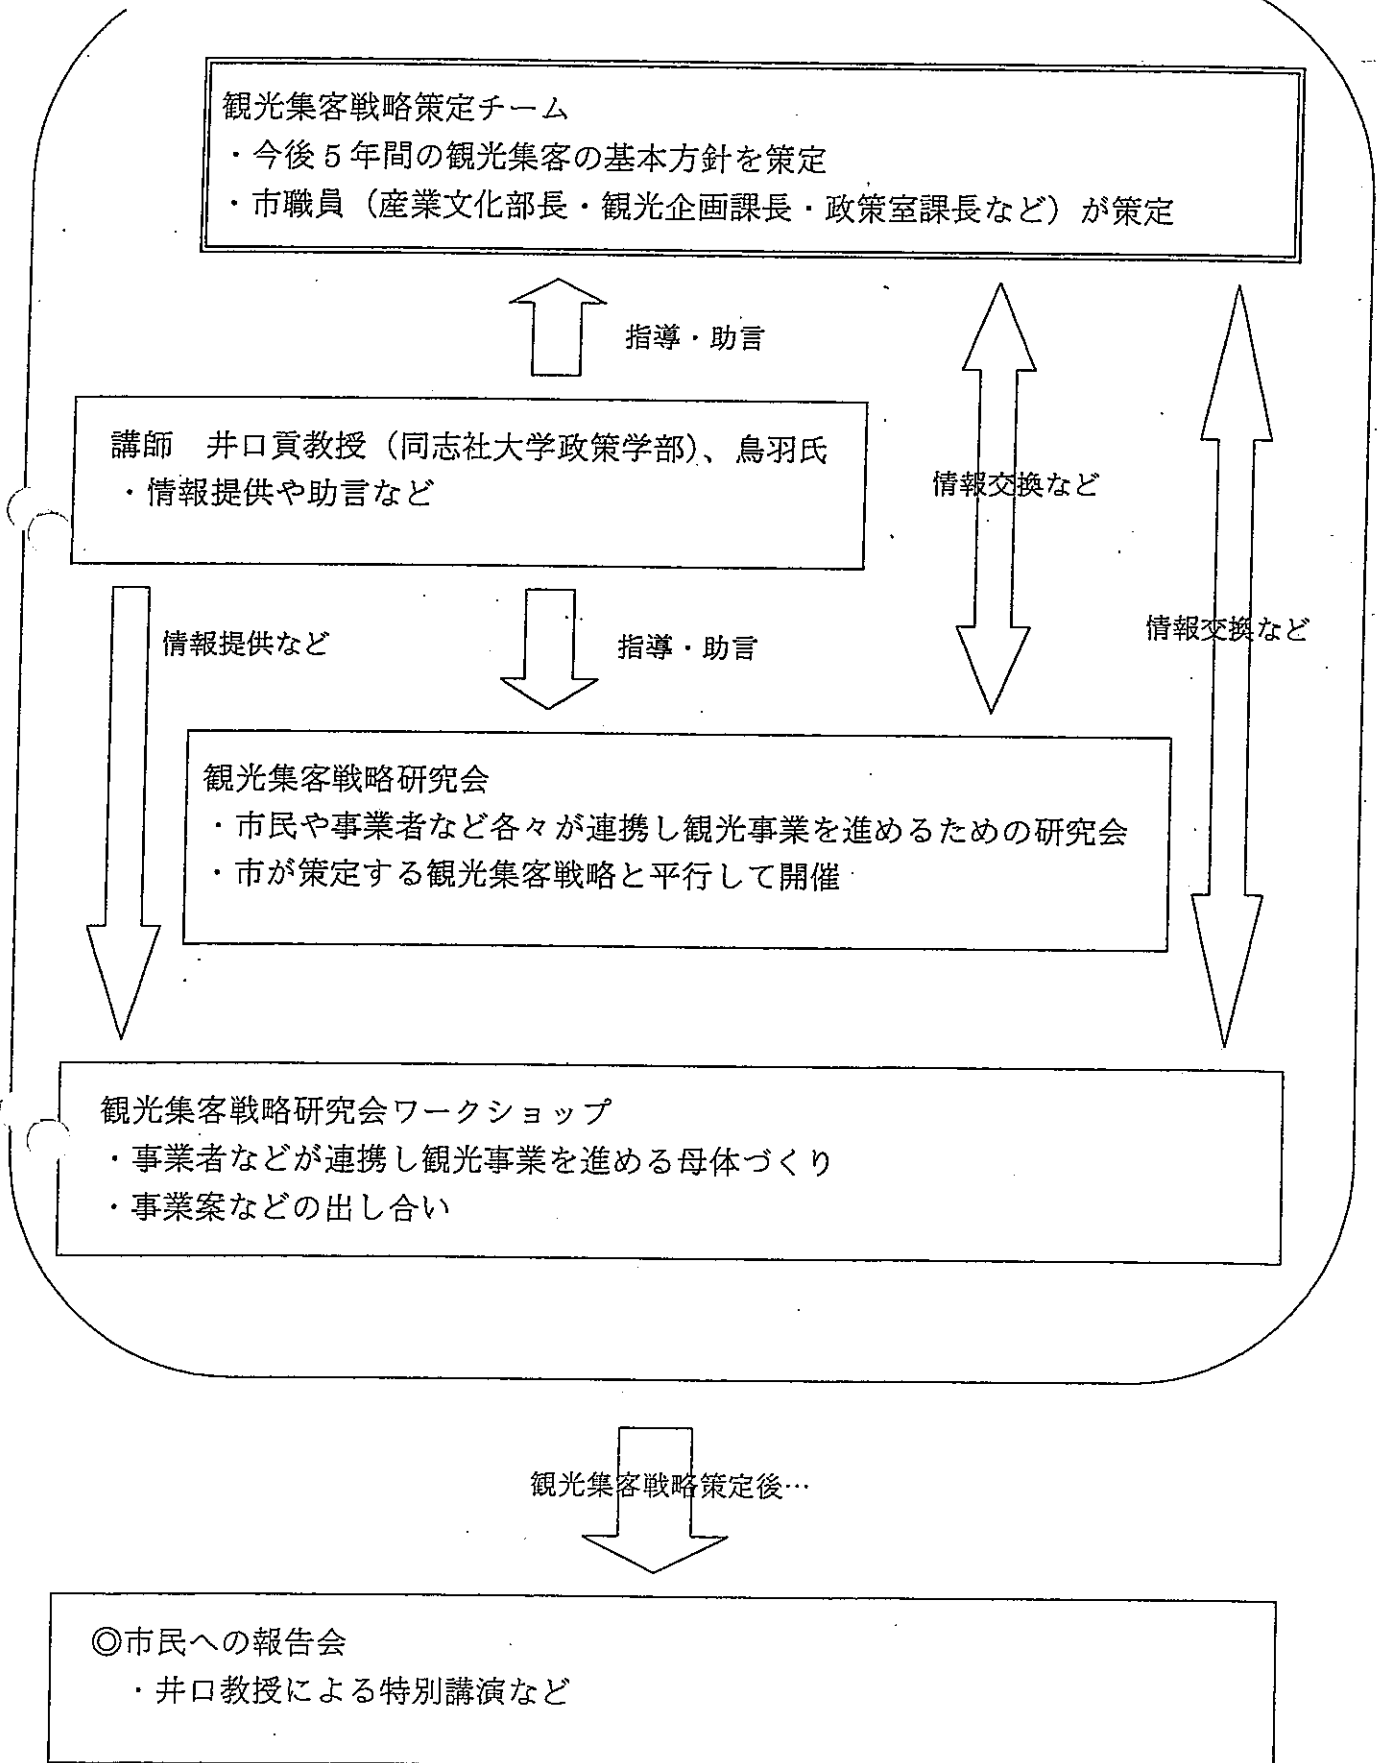 観光集客戦略策定チーム
・今後5年間の観光集客の基本方針を策定
・市職員（産業文化部長・観光企画課長・政策室課長など）が策定
指導・助言
講師　井口貢教授（同志社大学政策学部）、鳥羽氏
・情報提供や助言など
情報交換など
情報交換など
情報提供など
指導・助言
観光集客戦略研究会
・市民や事業者など各々が連携し観光事業を進めるための研究会
・市が策定する観光集客戦略と平行して開催
観光集客戦略研究会ワークショップ
・事業者などが連携し観光事業を進める母体づくり
・事業案などの出し合い
観光集客戦略策定後…
◎市民への報告会
・井口教授による特別講演など